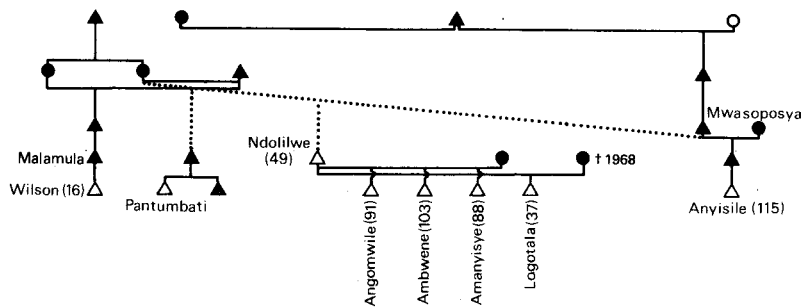 Mwasoposya
Ndolilwe
(49)
† 1968
Malamula
Wilson (16)
Pantumbati
Anyisile (115)
Angomwile (91)
Ambwene (103)
Amanyisye (88)
Logotala (37)